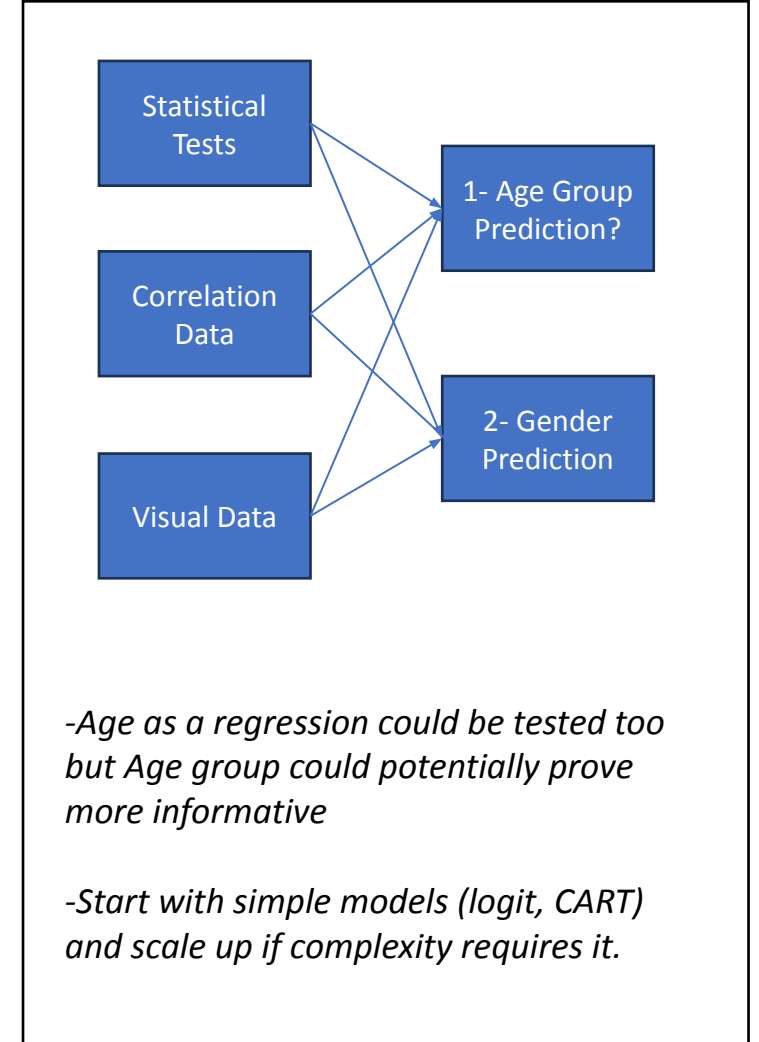 Statistical
Tests
1- Age Group
Prediction?
Correlation
Data
2- Gender
Prediction
Visual Data
-Age as a regression could be tested too
but Age group could potentially prove
more informative
-Start with simple models (logit, CART)
and scale up if complexity requires it.